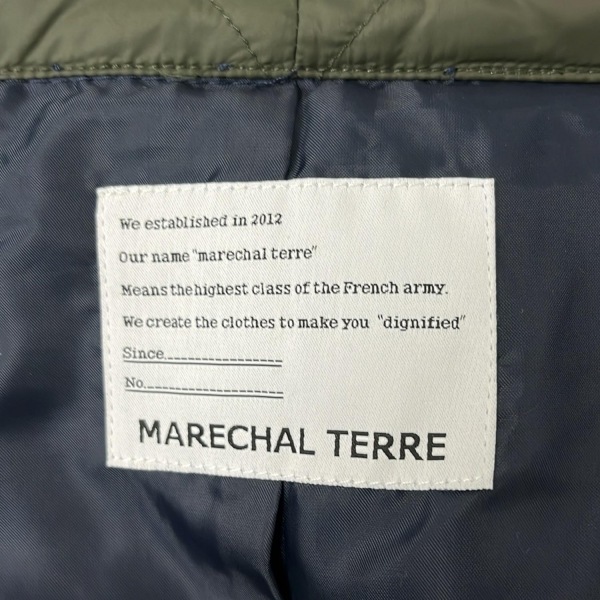 We established in 2012
Our name "marechal terre"
Means the highest class of the French army.
We create the clothes to make you "dignified"
Since
No.
MARECHAL TERRE